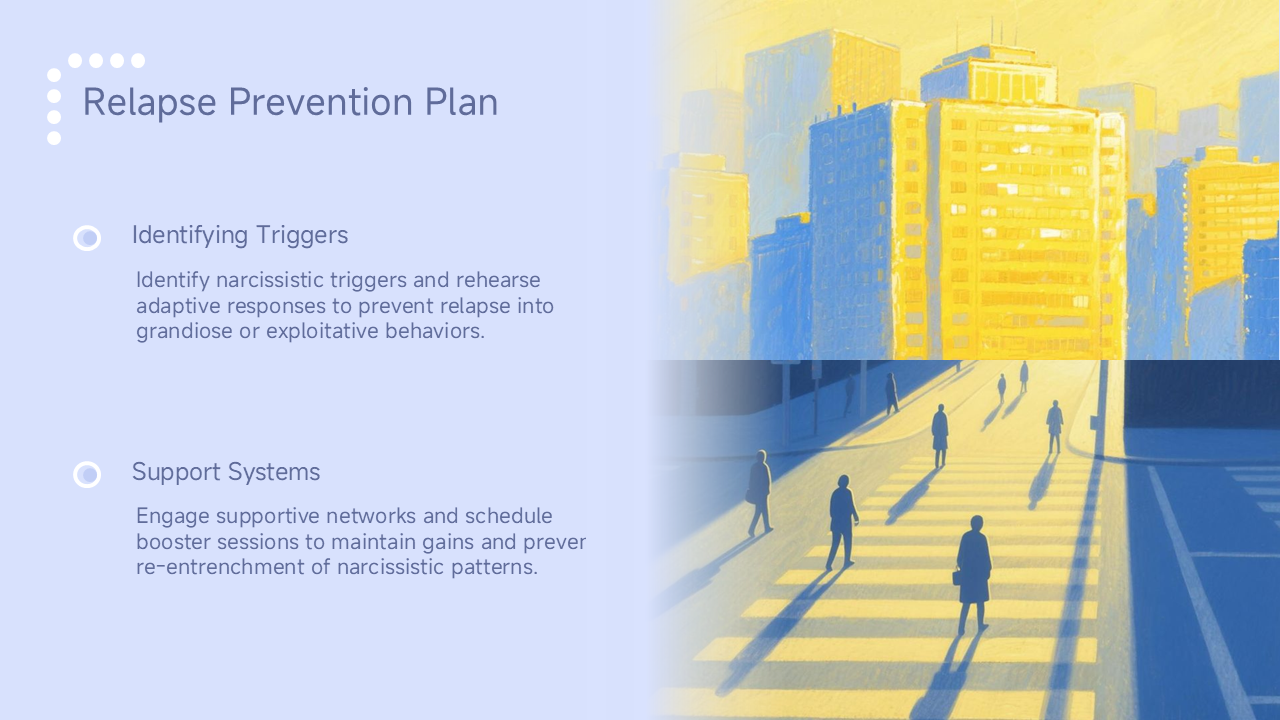 Relapse Prevention Plan
Identifying Triggers
Identify narcissistic triggers and rehearse
adaptive responses to prevent relapse into
grandiose or exploitative behaviors.
Support Systems
Engage supportive networks and schedule
booster sessions to maintain gains and prever
re-entrenchment of narcissistic patterns.